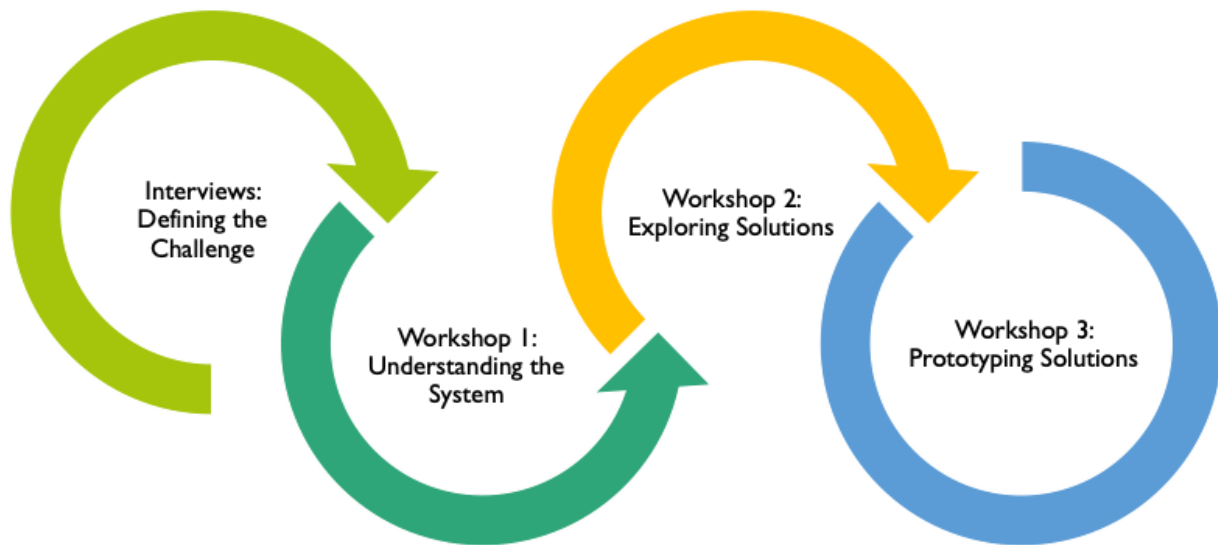 Interviews:
Defining the
Challenge
Workshop 1:
Understanding the
System
Workshop 2:
Exploring Solutions
Workshop 3:
Prototyping Solutions